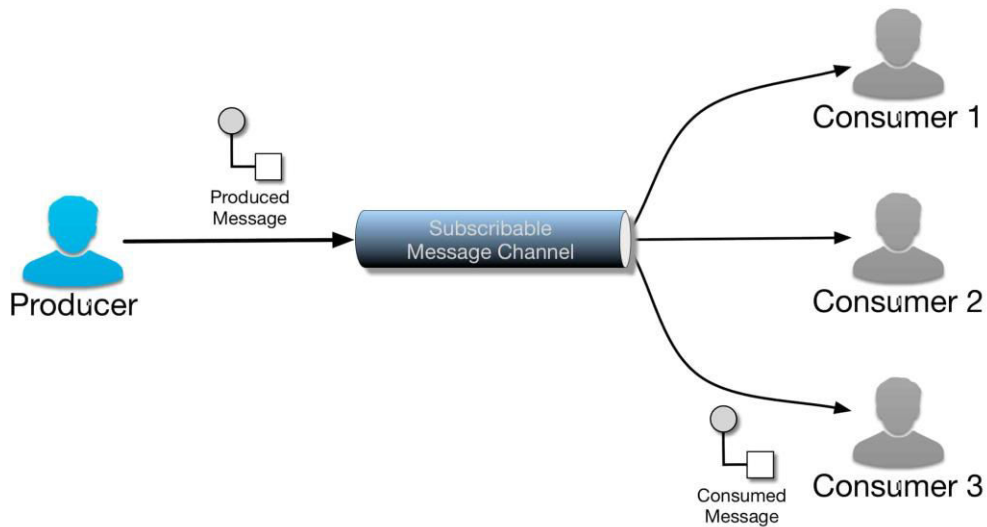 Consumer 1
Produced
Message
Subscribable
Message Channel
Producer
Consumer 2
Consumer 3
Consumed
Message